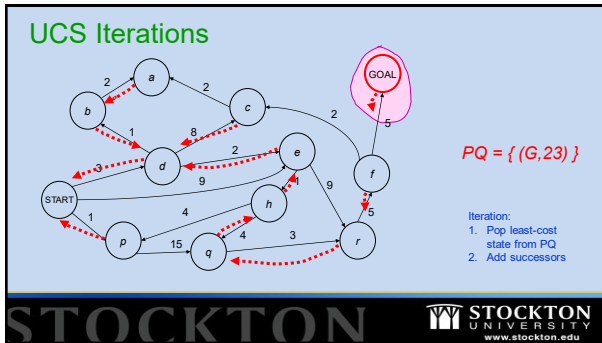 UCS Iterations
GOAL
a
2
2
b
c
2
5
1
8
e
PQ = { (G,23) }
d
2
3
f
9
1
9
START
h
5
4
Iteration:
1
4
3
r
1. Pop least-cost
p
15
q
state from PQ
2. Add successors
STOCKTON
STOCKTON
UNIVERSITY
www.stockton.edu